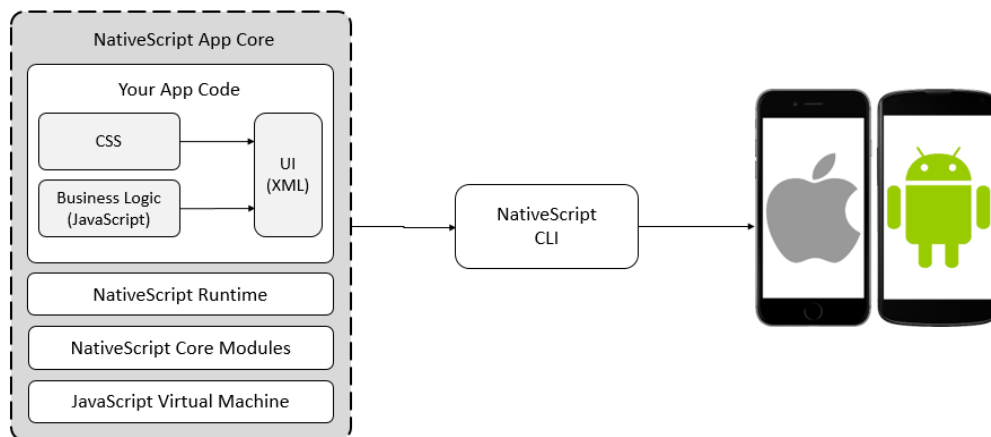 NativeScript App Core
Your App Code
CSS
Business Logic
(JavaScript)
UI
(XML)
NativeScript Runtime
NativeScript Core Modules
JavaScript Virtual Machine
NativeScript
CLI